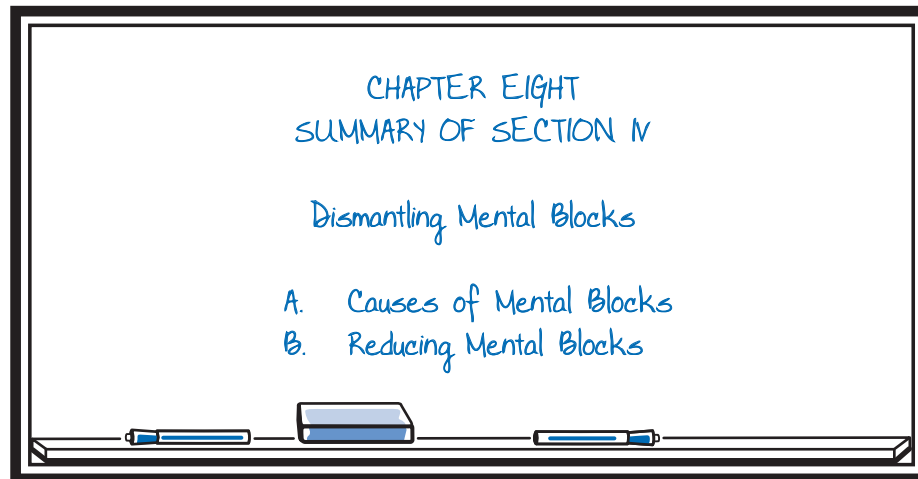 CHAPTER EIGHT
SUMMARY OF SECTION IV
Dismantling Mental Blocks
A. Causes of Mental Blocks
B. Reducing Mental Blocks